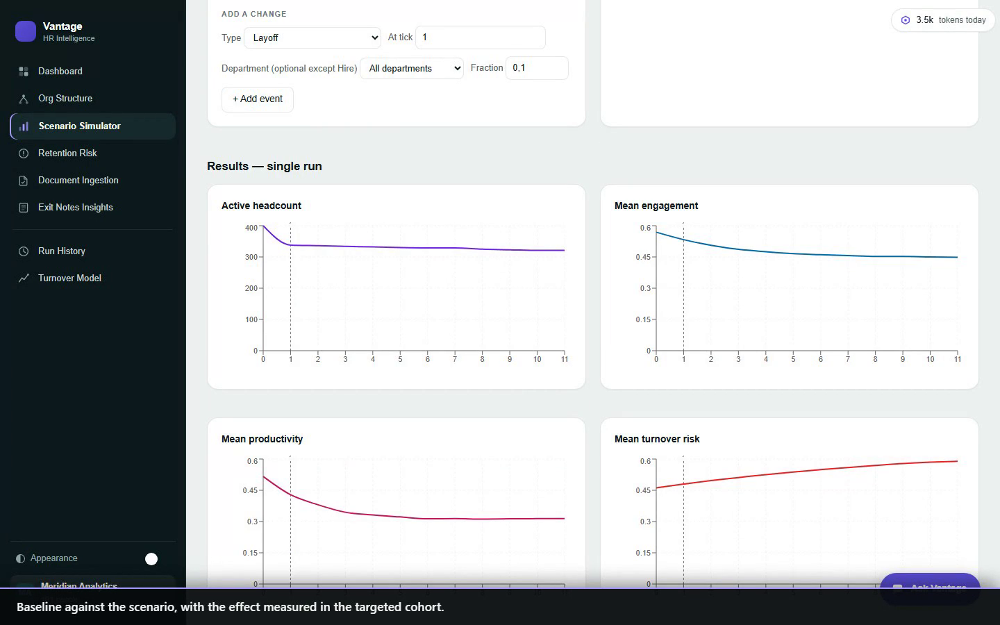 Vantage
HR Intelligence
Dashboard
Org Structure
Scenario Simulator
Retention Risk
Document Ingestion
Exit Notes Insights
Run History
Turnover Model
Appearance
Meridian Analytics
3.5k tokens today
ADD A CHANGE
Type Layoff At tick 1
Department (optional except Hire) All departments Fraction 0,1
+ Add event
Results — single run
Active headcount
400
300
200
100
0
0 1 2 3 4 5 6 7 8 9 10 11
Mean engagement
0.6
0.45
0.3
0.15
0
0 1 2 3 4 5 6 7 8 9 10 11
Mean productivity
0.6
0.45
0.3
0.15
0
Mean turnover risk
0.6
0.45
0.3
0.15
0
Ask Vantage
Baseline against the scenario, with the effect measured in the targeted cohort.